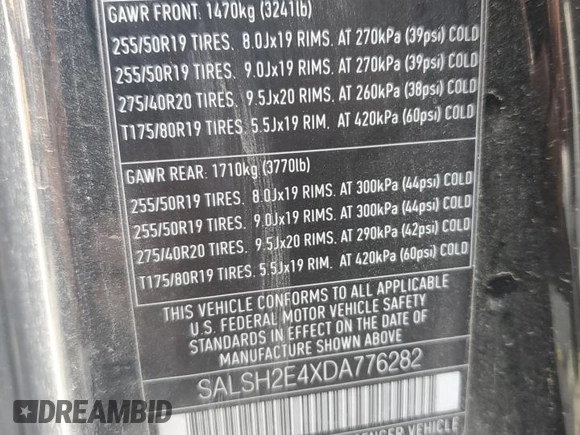 GAWR FRONT: 1470kg (3241lb)
255/50R19 TIRES. 8.0Jx19 RIMS. AT 270kPa (39psi) COLD
255/50R19 TIRES. 9.0Jx19 RIMS. AT 270kPa (39psi) COLD
275/40R20 TIRES. 9.5Jx20 RIMS. AT 260kPa (38psi) COLD
T175/80R19 TIRES. 5.5Jx19 RIM. AT 420kPa (60psi) COLD
GAWR REAR: 1710kg (3770lb)
255/50R19 TIRES. 8.0Jx19 RIMS. AT 300kPa (44psi) COLD
255/50R19 TIRES. 9.0Jx19 RIMS. AT 300kPa (44psi) COLD
275/40R20 TIRES. 9.5Jx20 RIMS. AT 290kPa (42psi) COLD
T175/80R19 TIRES. 5.5Jx19 RIM. AT 420kPa (60psi) COLD
THIS VEHICLE CONFORMS TO ALL APPLICABLE
U.S. FEDERAL MOTOR VEHICLE SAFETY
STANDARDS IN EFFECT ON THE DATE OF
MANUFACTURE SHOWN ABOVE
SALSH2E4XDA776282
VEHICLE
DREAMBID